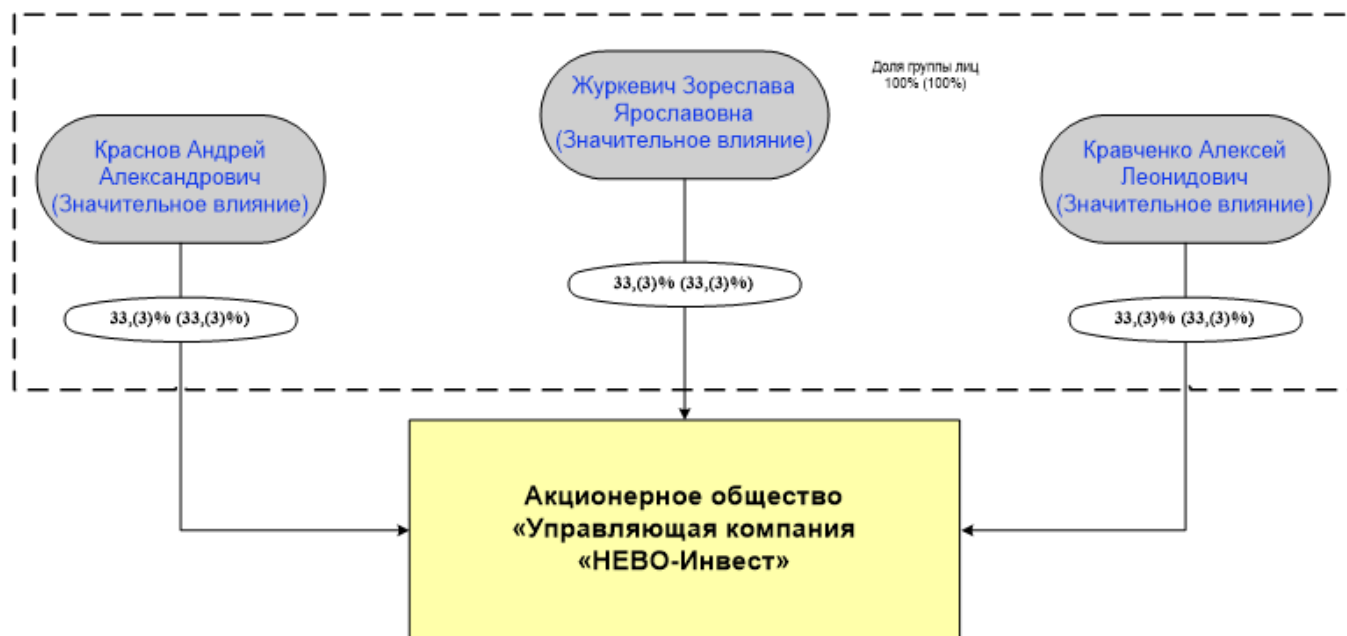 Журкевич Зореслава
Ярославовна
(Значительное влияние)
Доля группы лиц
100% (100%)
Краснов Андрей
Александрович
(Значительное влияние)
Кравченко Алексей
Леонидович
(Значительное влияние)
33,(3)% (33,(3)%)
33,(3)% (33,(3)%)
33,(3)% (33,(3)%)
Акционерное общество
«Управляющая компания
«НЕВО-Инвест»